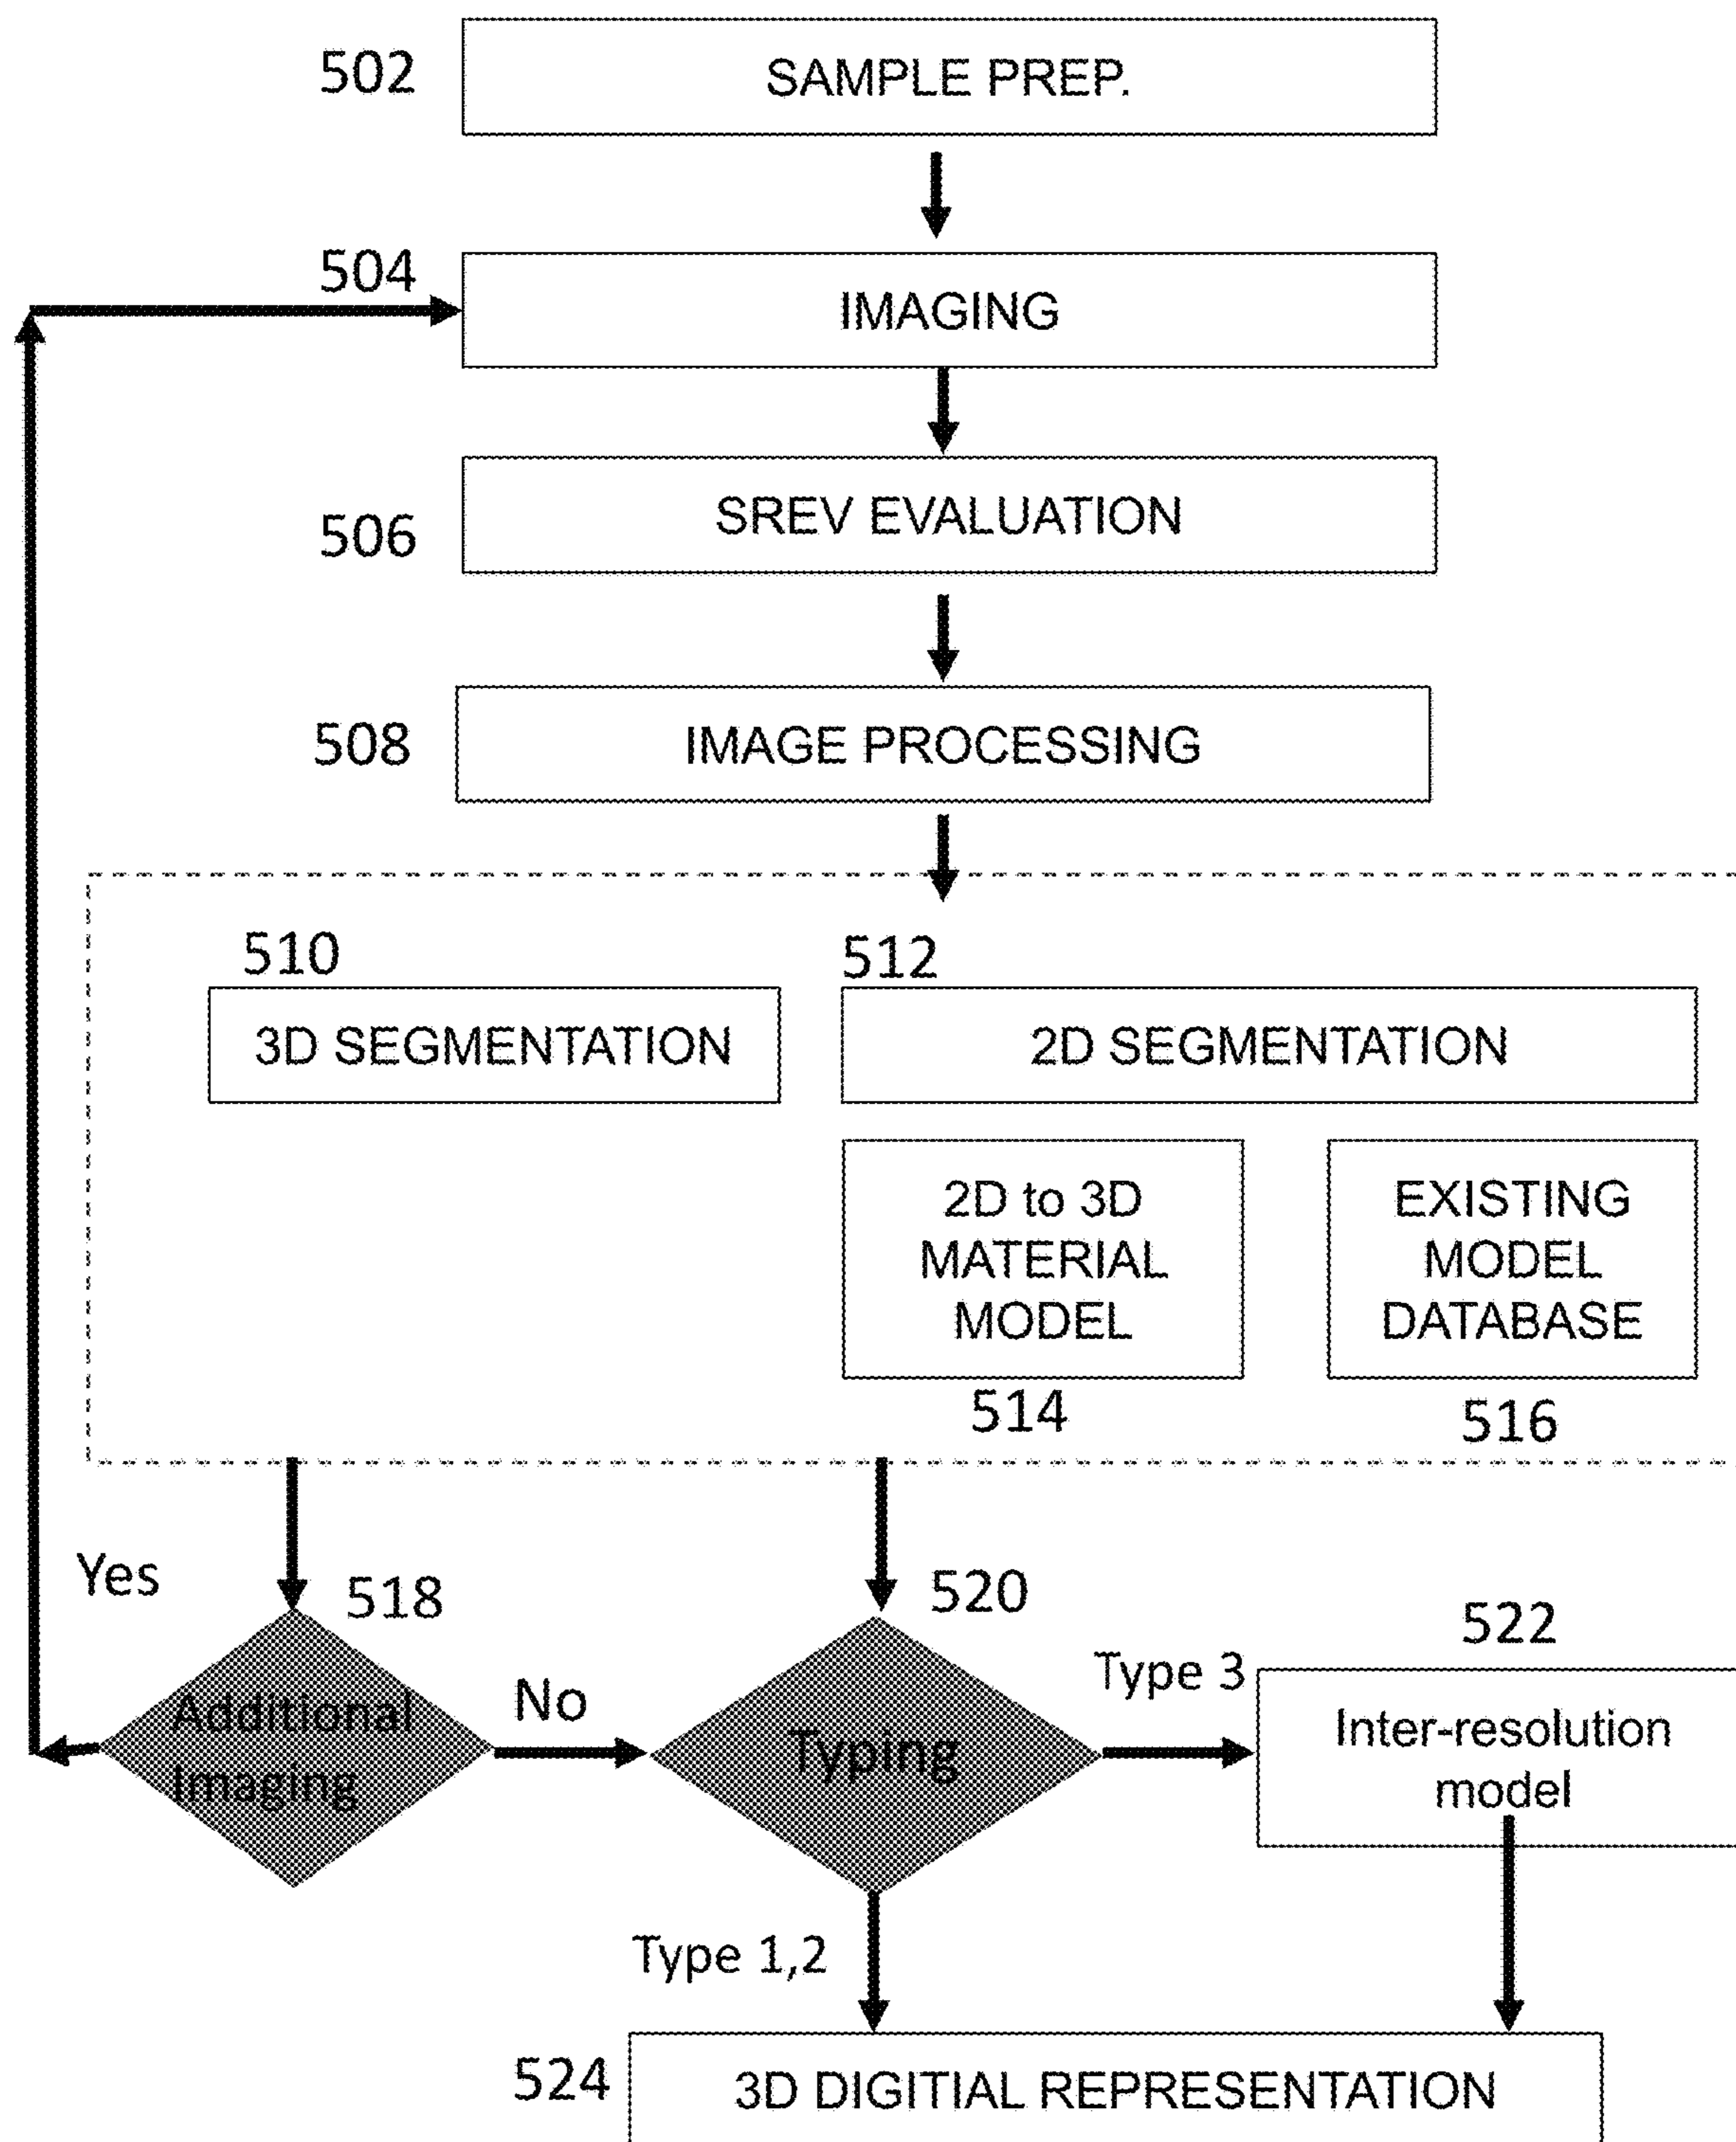 502
SAMPLE PREP.
504
IMAGING
506
SREV EVALUATION
508
IMAGE PROCESSING
510
512
3D SEGMENTATION
2D SEGMENTATION
2D to 3D
MATERIAL
MODEL
514
EXISTING
MODEL
DATABASE
516
Yes
518
Additional
Imaging
No
520
Typing
Type 3
522
Inter-resolution
model
Type 1,2
524
3D DIGITIAL REPRESENTATION